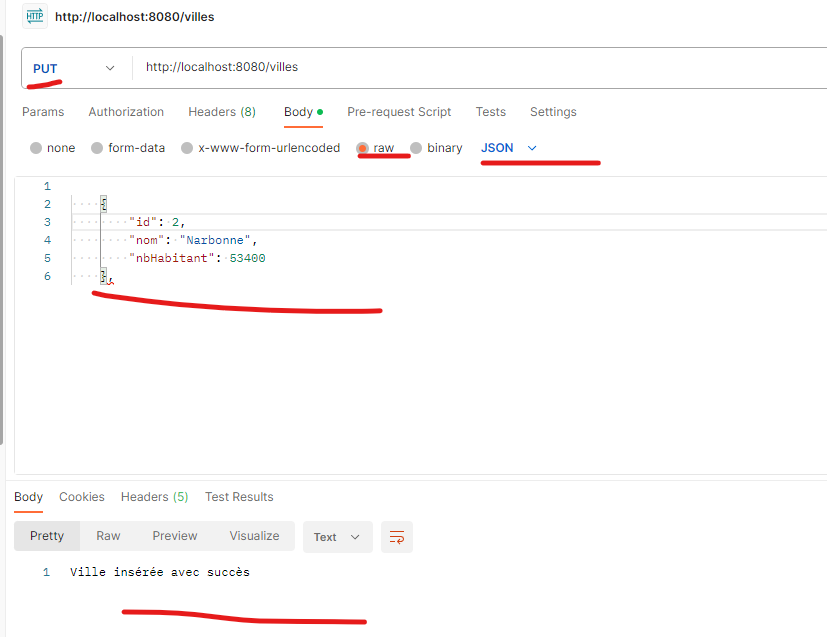 HTTP http://localhost:8080/villes
PUT http://localhost:8080/villes
Params Authorization Headers (8) Body Pre-request Script Tests Settings
none form-data x-www-form-urlencoded raw binary JSON
1
2 {
3 "id": 2,
4 "nom": "Narbonne",
5 "nbHabitant": 53400
6 },
Body Cookies Headers (5) Test Results
Pretty Raw Preview Visualize Text
1 Ville insérée avec succès